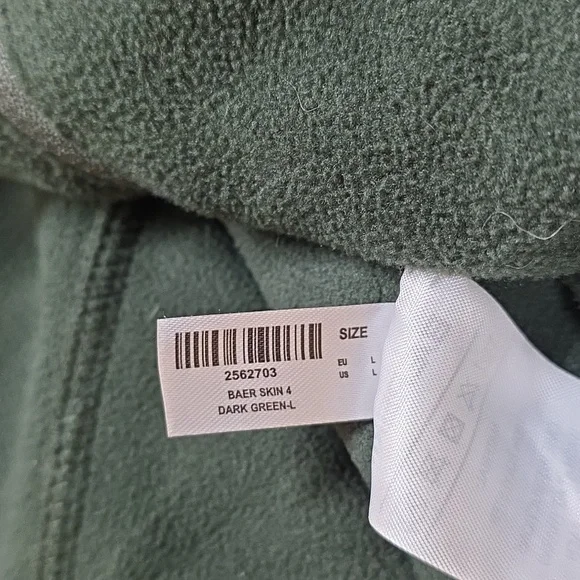 SIZE
EU L
US L
2562703
BAER SKIN 4
DARK GREEN-L